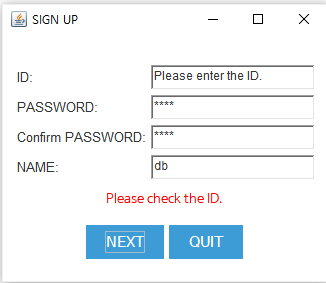 SIGN UP
ID: Please enter the ID.
PASSWORD: ****
Confirm PASSWORD: ****
NAME: db
Please check the ID.
NEXT QUIT